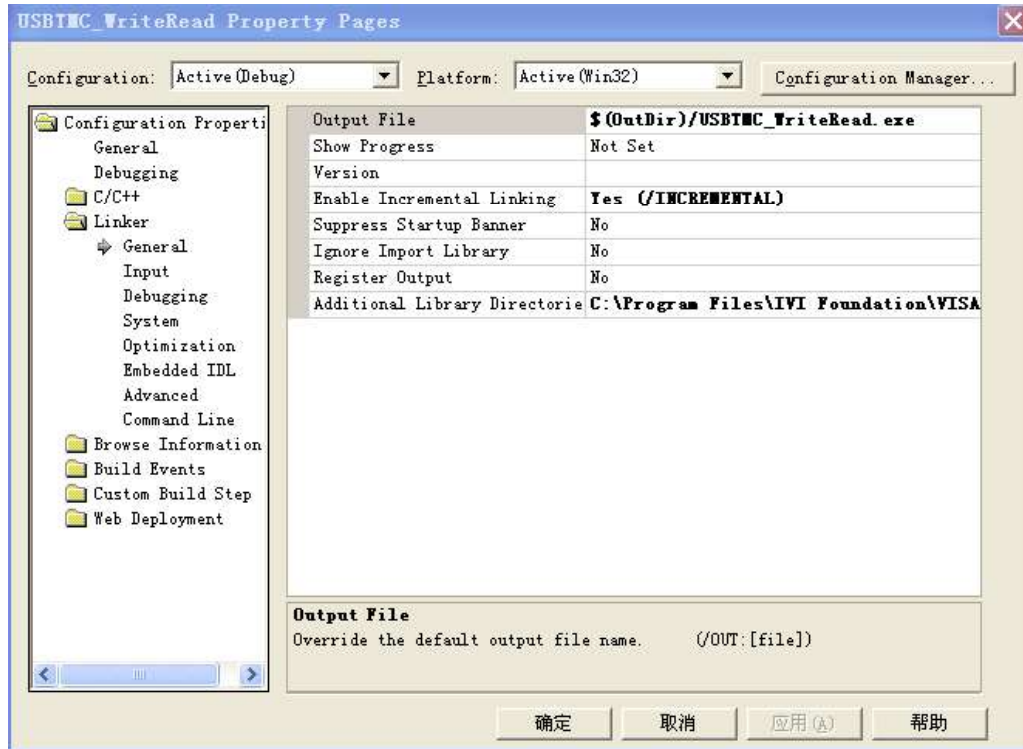 USBTMC_WriteRead Property Pages
Configuration: Active(Debug) Platform: Active(Win32) Configuration Manager...
Configuration Properti
General
Debugging
C/C++
Linker
General
Input
Debugging
System
Optimization
Embedded IDL
Advanced
Command Line
Browse Information
Build Events
Custom Build Step
Web Deployment
Output File $(OutDir)/USBTMC_WriteRead.exe
Show Progress Not Set
Version
Enable Incremental Linking Yes (/INCREMENTAL)
Suppress Startup Banner No
Ignore Import Library No
Register Output No
Additional Library Directorie C:\Program Files\IVI Foundation\VISA
Output File
Override the default output file name. (/OUT:[file])
确定 取消 应用(A) 帮助